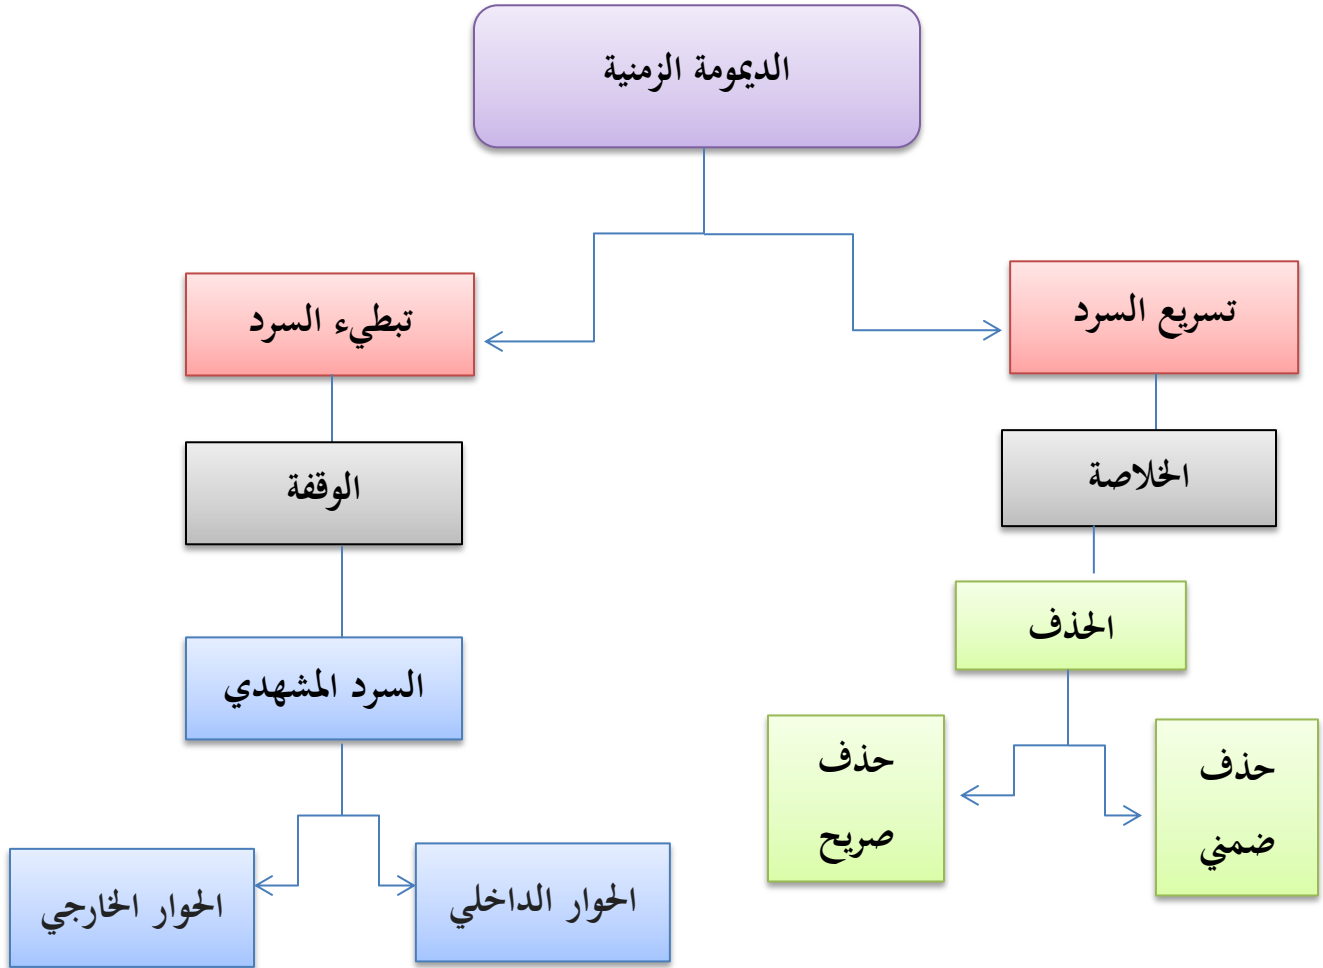 الديمومة الزمنية
تسريع السرد
تبطيء السرد
الخلاصة
الوقفة
الحذف
السرد المشهدي
حذف
ضمني
حذف
صريح
الحوار الداخلي
الحوار الخارجي